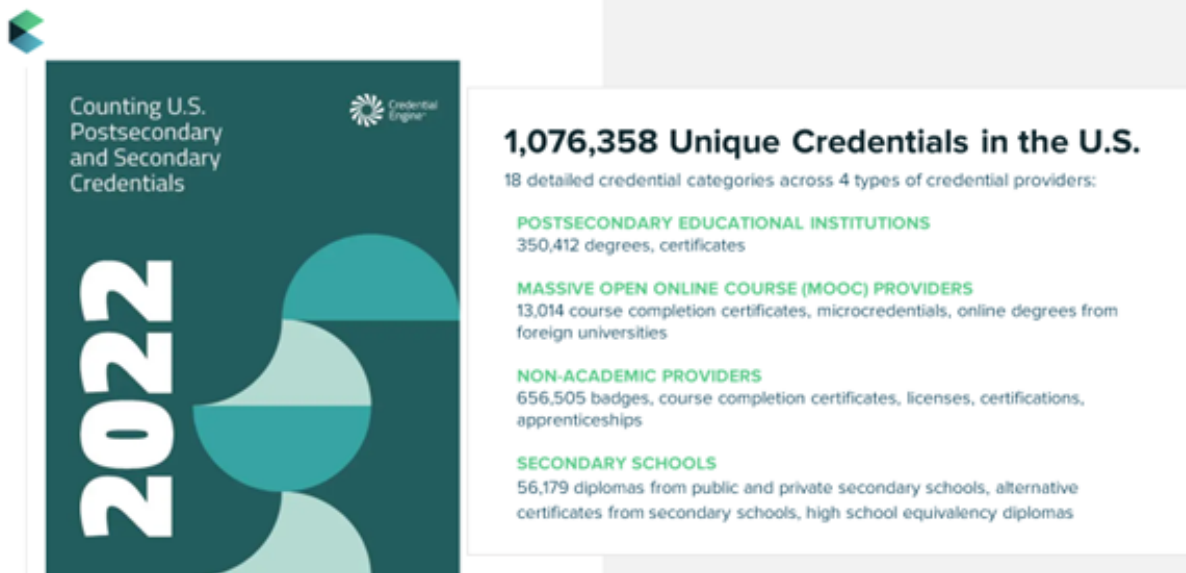 Counting U.S.
Postsecondary
and Secondary
Credentials
Credential
Engine
2022
1,076,358 Unique Credentials in the U.S.
18 detailed credential categories across 4 types of credential providers:
POSTSECONDARY EDUCATIONAL INSTITUTIONS
350,412 degrees, certificates
MASSIVE OPEN ONLINE COURSE (MOOC) PROVIDERS
13,014 course completion certificates, microcredentials, online degrees from
foreign universities
NON-ACADEMIC PROVIDERS
656,505 badges, course completion certificates, licenses, certifications,
apprenticeships
SECONDARY SCHOOLS
56,179 diplomas from public and private secondary schools, alternative
certificates from secondary schools, high school equivalency diplomas